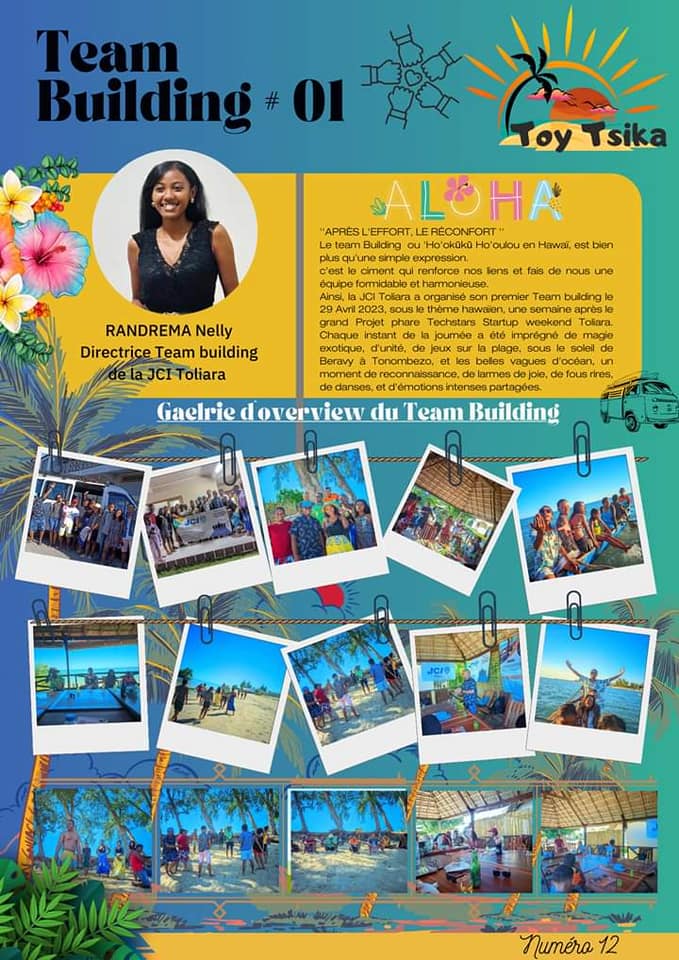 Team
Building # 01
Toy Tsika
ALOHA
''APRÈS L'EFFORT, LE RÉCONFORT ''
Le team Building ou 'Ho'okūkū Ho'oulou en Hawaï, est bien
plus qu'une simple expression.
c'est le ciment qui renforce nos liens et fais de nous une
équipe formidable et harmonieuse.
Ainsi, la JCI Toliara a organisé son premier Team building le
29 Avril 2023, sous le thème hawaïen, une semaine après le
grand Projet phare Techstars Startup weekend Toliara.
Chaque instant de la journée a été imprégné de magie
exotique, d'unité, de jeux sur la plage, sous le soleil de
Beravy à Tonombezo, et les belles vagues d'océan, un
moment de reconnaissance, de larmes de joie, de fous rires,
de danses, et d'émotions intenses partagées.
RANDREMA Nelly
Directrice Team building
de la JCI Toliara
Gaelrie d'overview du Team Building
JCI
JCI
Numéro 12